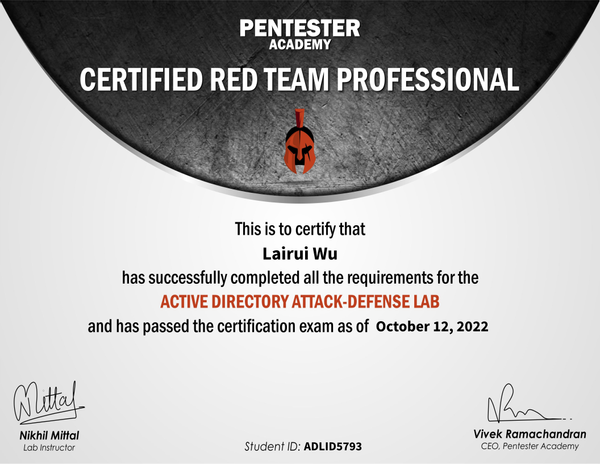 PENTESTER
ACADEMY
CERTIFIED RED TEAM PROFESSIONAL
This is to certify that
Lairui Wu
has successfully completed all the requirements for the
ACTIVE DIRECTORY ATTACK-DEFENSE LAB
and has passed the certification exam as of October 12, 2022
Mittal
Nikhil Mittal
Lab Instructor
Student ID: ADLID5793
Vivek Ramachandran
CEO, Pentester Academy